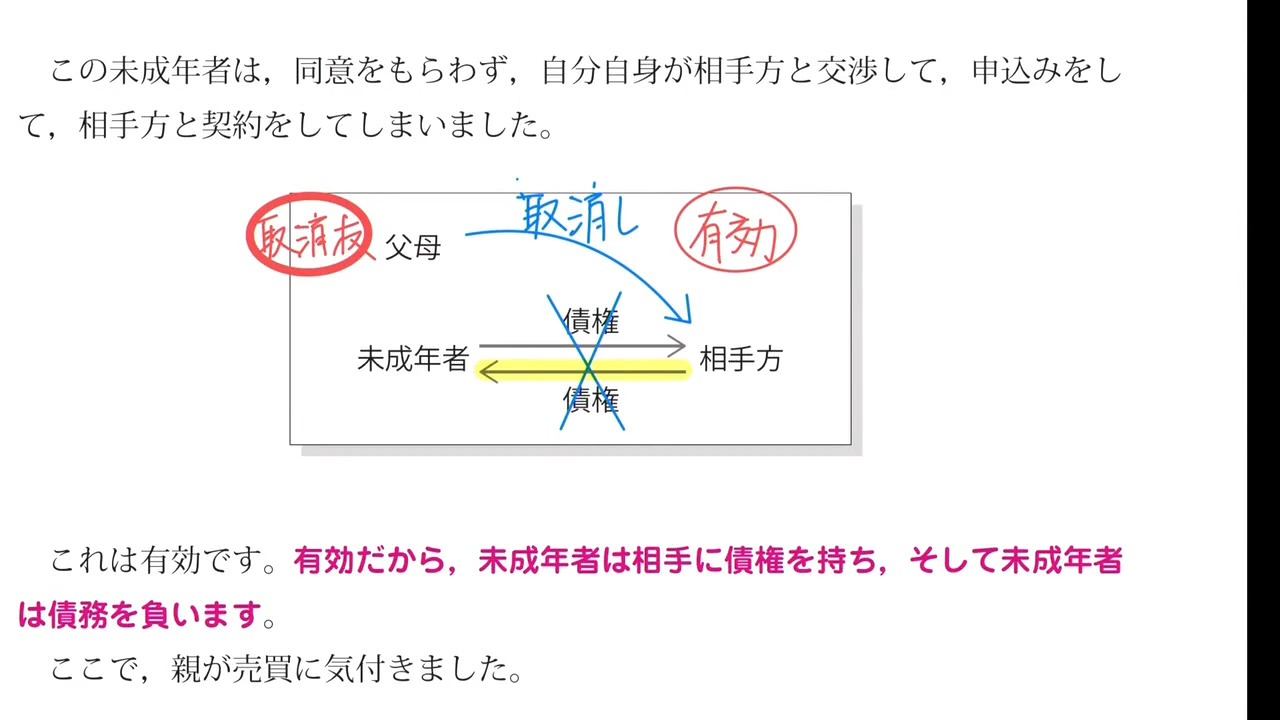 この未成年者は，同意をもらわず，自分自身が相手方と交渉して，申込みをし
て，相手方と契約をしてしまいました。
取消し
有効
取消板 父母
債権
未成年者 相手方
債権
これは有効です。有効だから，未成年者は相手に債権を持ち，そして未成年者
は債務を負います。
ここで，親が売買に気付きました。